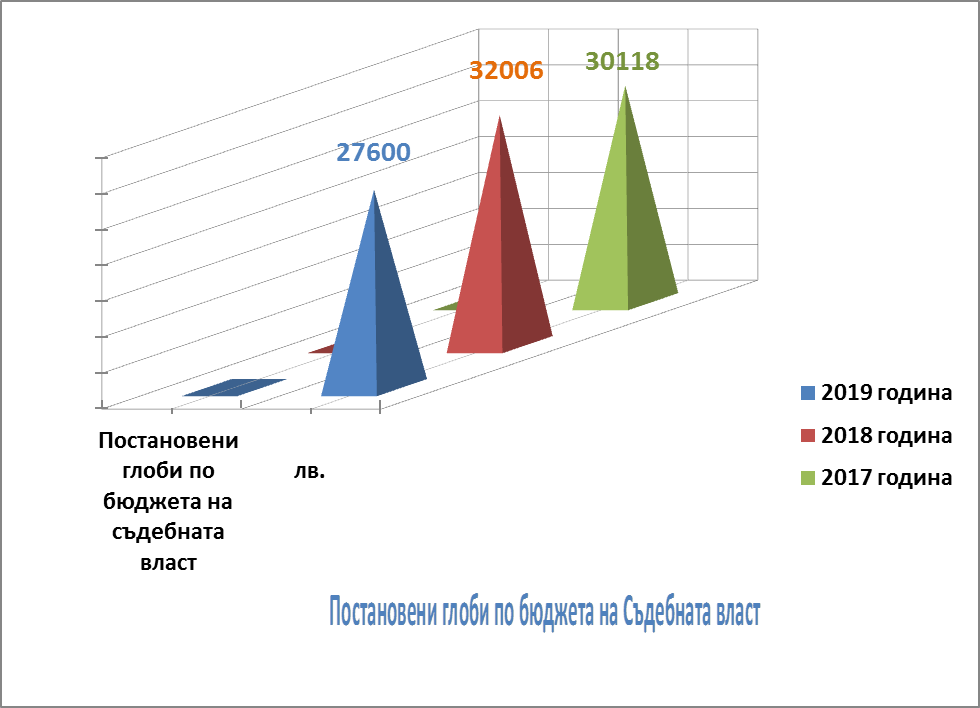 32006
30118
27600
2019 година
2018 година
2017 година
Постановени
глоби по
бюджета на
съдебната
власт
лв.
Постановени глоби по бюджета на Съдебната власт